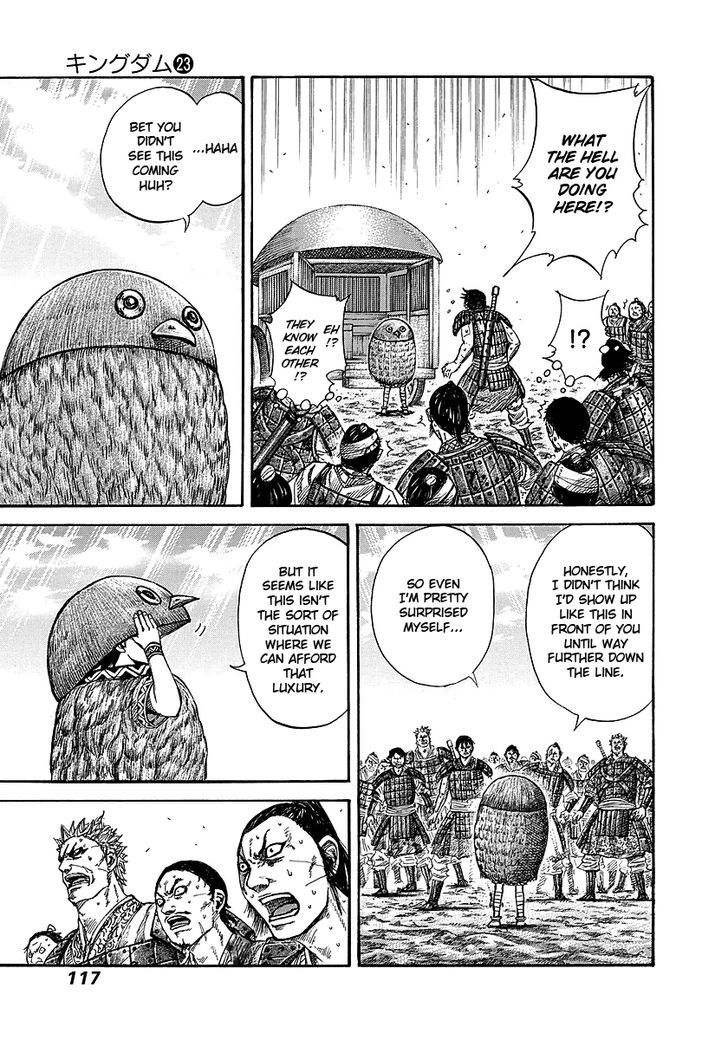 キングダム㉓
WHAT
THE HELL
ARE YOU
DOING
HERE!?
!?
EH
!?
THEY
KNOW
EACH
OTHER
!?
...HAHA
BET YOU
DIDN'T
SEE THIS
COMING
HUH?
HONESTLY,
I DIDN'T THINK
I'D SHOW UP
LIKE THIS IN
FRONT OF YOU
UNTIL WAY
FURTHER DOWN
THE LINE.
SO EVEN
I'M PRETTY
SURPRISED
MYSELF...
BUT IT
SEEMS LIKE
THIS ISN'T
THE SORT OF
SITUATION
WHERE WE
CAN AFFORD
THAT
LUXURY.
117